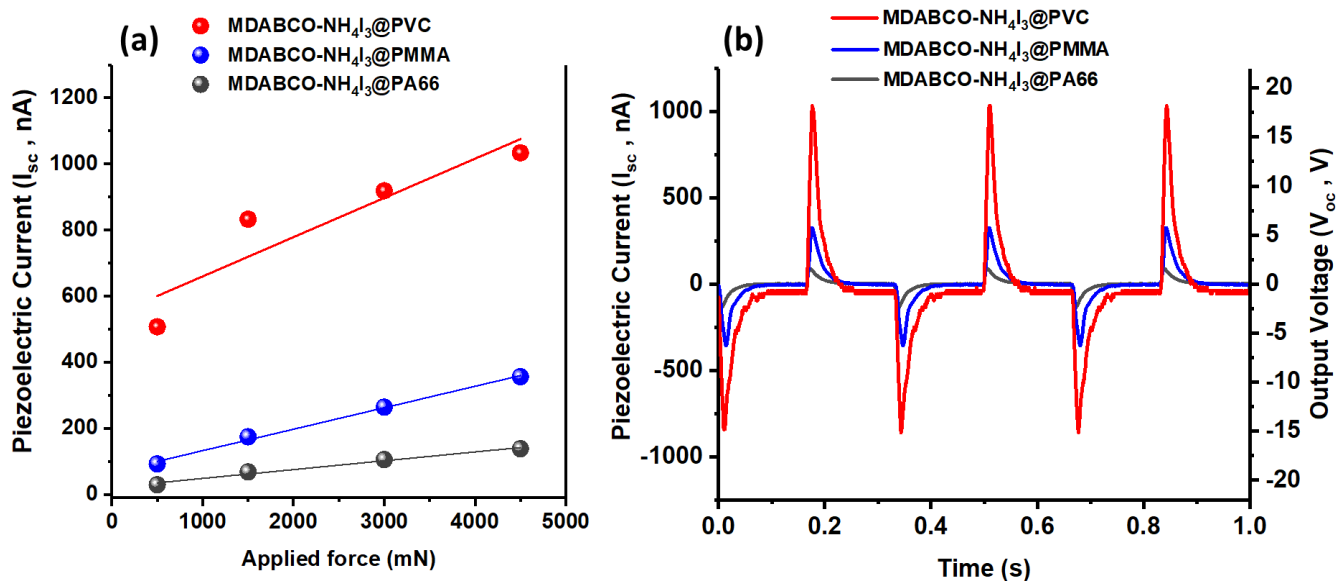 (a)
MDABCO-NH₄I₃@PVC
MDABCO-NH₄I₃@PMMA
MDABCO-NH₄I₃@PA66
Piezoelectric Current (I_sc , nA)
1200
1000
800
600
400
200
0
0 1000 2000 3000 4000 5000
Applied force (mN)
(b)
MDABCO-NH₄I₃@PVC
MDABCO-NH₄I₃@PMMA
MDABCO-NH₄I₃@PA66
Piezoelectric Current (I_sc , nA)
1000
500
0
-500
-1000
20
15
10
5
0
-5
-10
-15
-20
Output Voltage (V_oc , V)
0.0 0.2 0.4 0.6 0.8 1.0
Time (s)